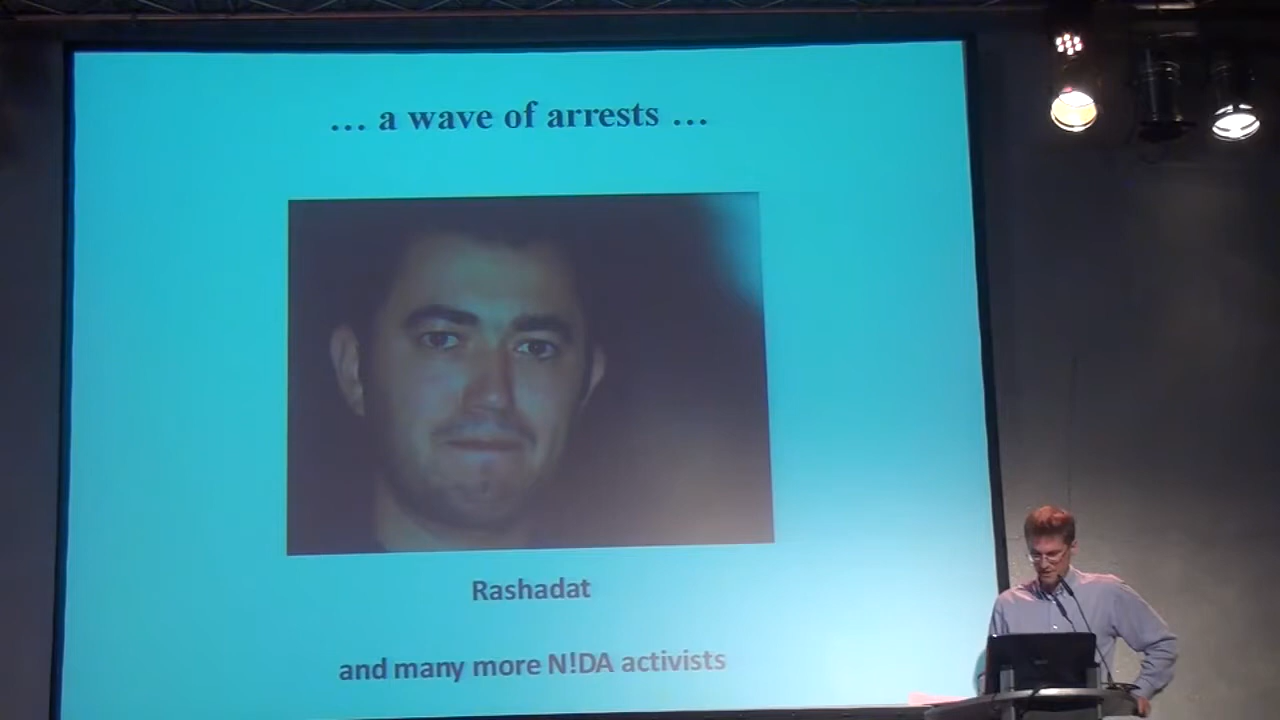 ... a wave of arrests ...
Rashadat
and many more N!DA activists